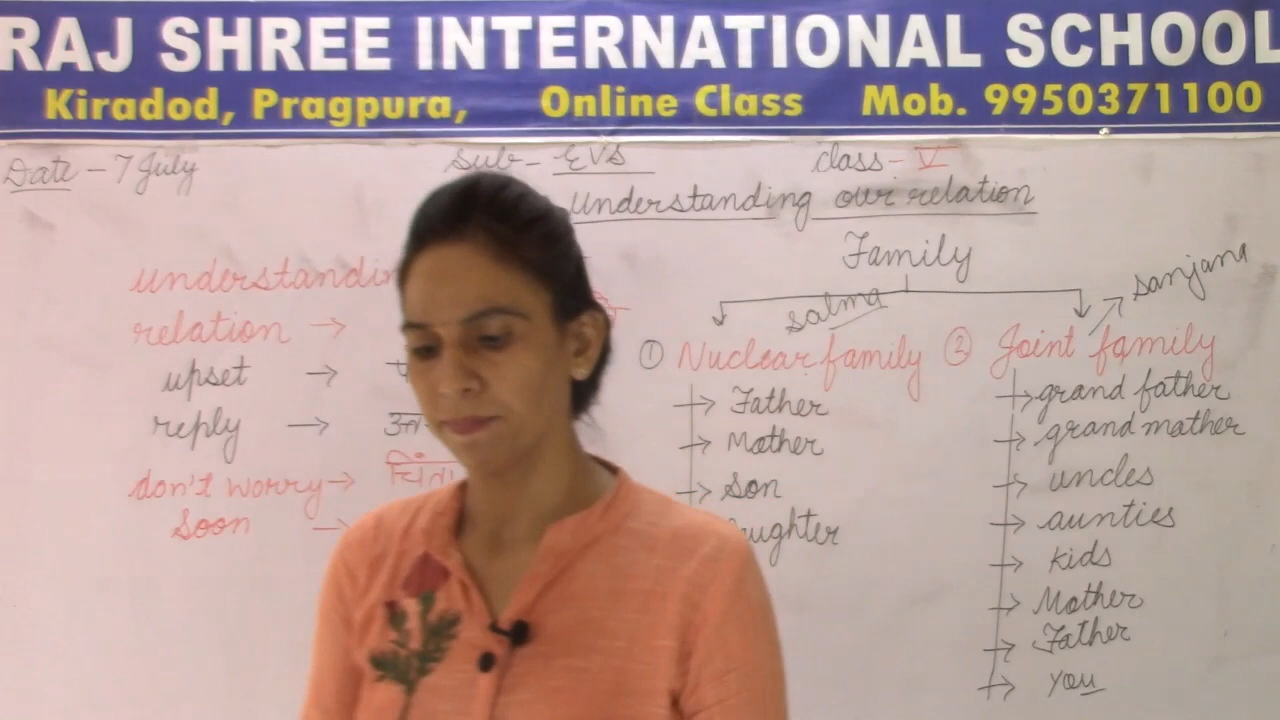 RAJ SHREE INTERNATIONAL SCHOOL
Kiradod, Pragpura, Online Class Mob. 9950371100
Date - 7 July Sub - EVS class - V
Understanding our relation
Family
understandin
relation →
upset →
reply →
don't worry → चिंता
Soon →
salma
sanjana
① Nuclear family
→ Father
→ Mother
→ Son
aughter
② Joint family
→ grand father
→ grand mather
→ uncles
→ aunties
→ kids
→ Mather
→ Father
→ you